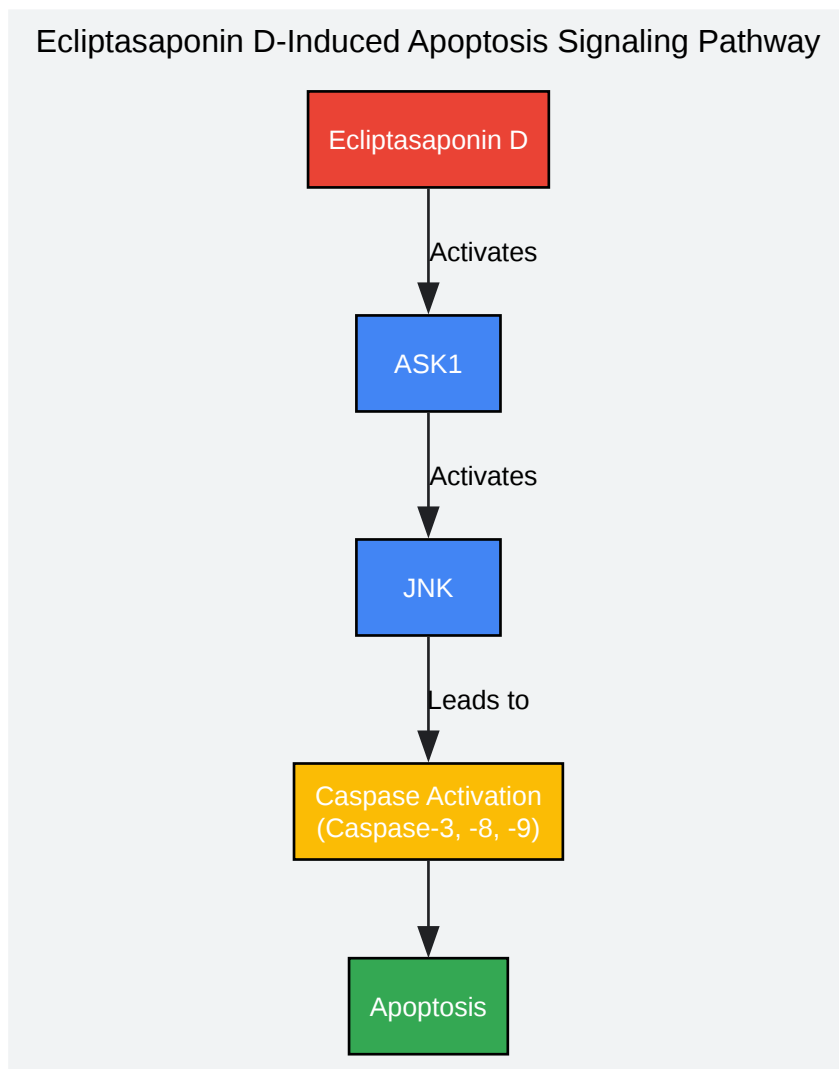 Ecliptasaponin D-Induced Apoptosis Signaling Pathway
Ecliptasaponin D
Activates
ASK1
Activates
JNK
Leads to
Caspase Activation
(Caspase-3, -8, -9)
Apoptosis